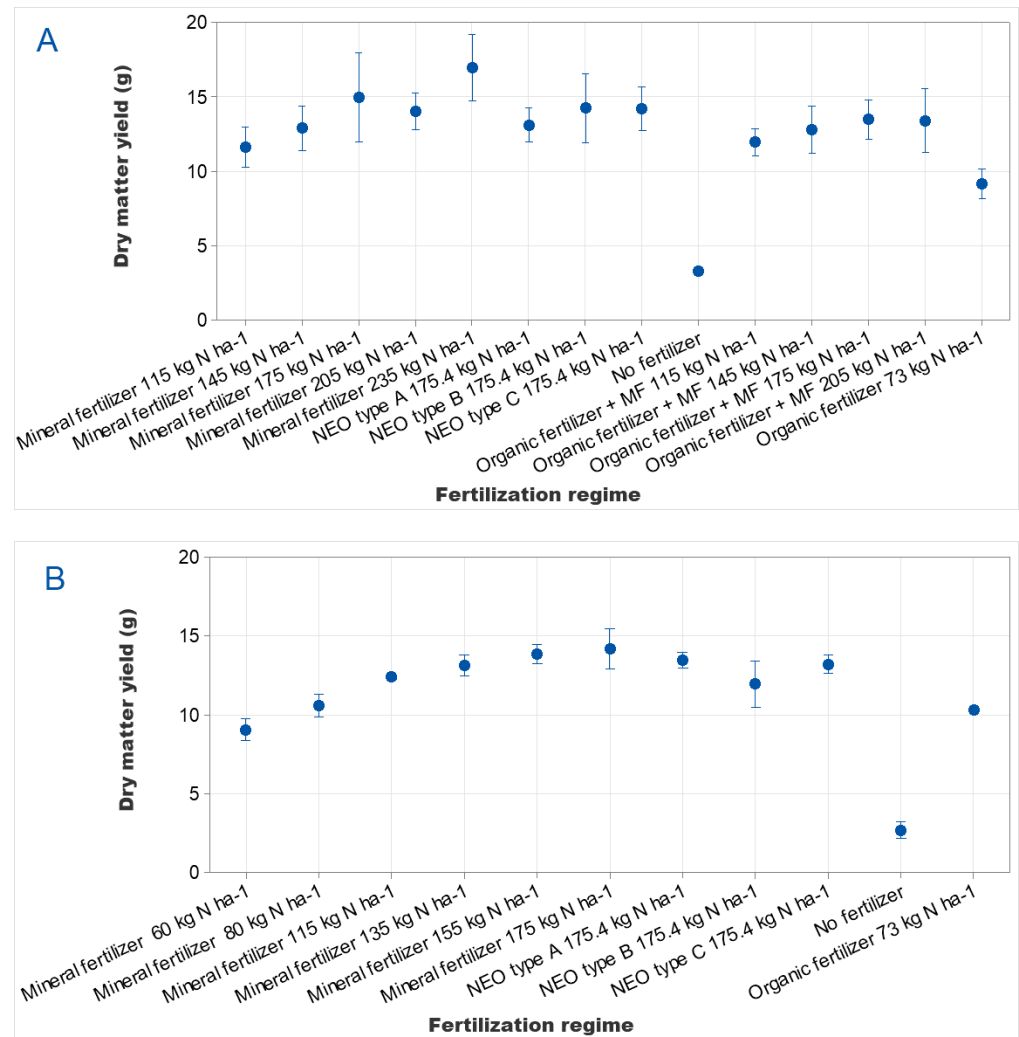 A
Dry matter yield (g)
20
15
10
5
0
Mineral fertilizer 115 kg N ha-1
Mineral fertilizer 145 kg N ha-1
Mineral fertilizer 175 kg N ha-1
Mineral fertilizer 205 kg N ha-1
Mineral fertilizer 235 kg N ha-1
NEO type A 175.4 kg N ha-1
NEO type B 175.4 kg N ha-1
NEO type C 175.4 kg N ha-1
No fertilizer
Organic fertilizer + MF 115 kg N ha-1
Organic fertilizer + MF 145 kg N ha-1
Organic fertilizer + MF 175 kg N ha-1
Organic fertilizer + MF 205 kg N ha-1
Organic fertilizer 73 kg N ha-1
Fertilization regime
B
Dry matter yield (g)
20
15
10
5
0
Mineral fertilizer 60 kg N ha-1
Mineral fertilizer 80 kg N ha-1
Mineral fertilizer 115 kg N ha-1
Mineral fertilizer 135 kg N ha-1
Mineral fertilizer 155 kg N ha-1
Mineral fertilizer 175 kg N ha-1
NEO type A 175.4 kg N ha-1
NEO type B 175.4 kg N ha-1
NEO type C 175.4 kg N ha-1
No fertilizer
Organic fertilizer 73 kg N ha-1
Fertilization regime